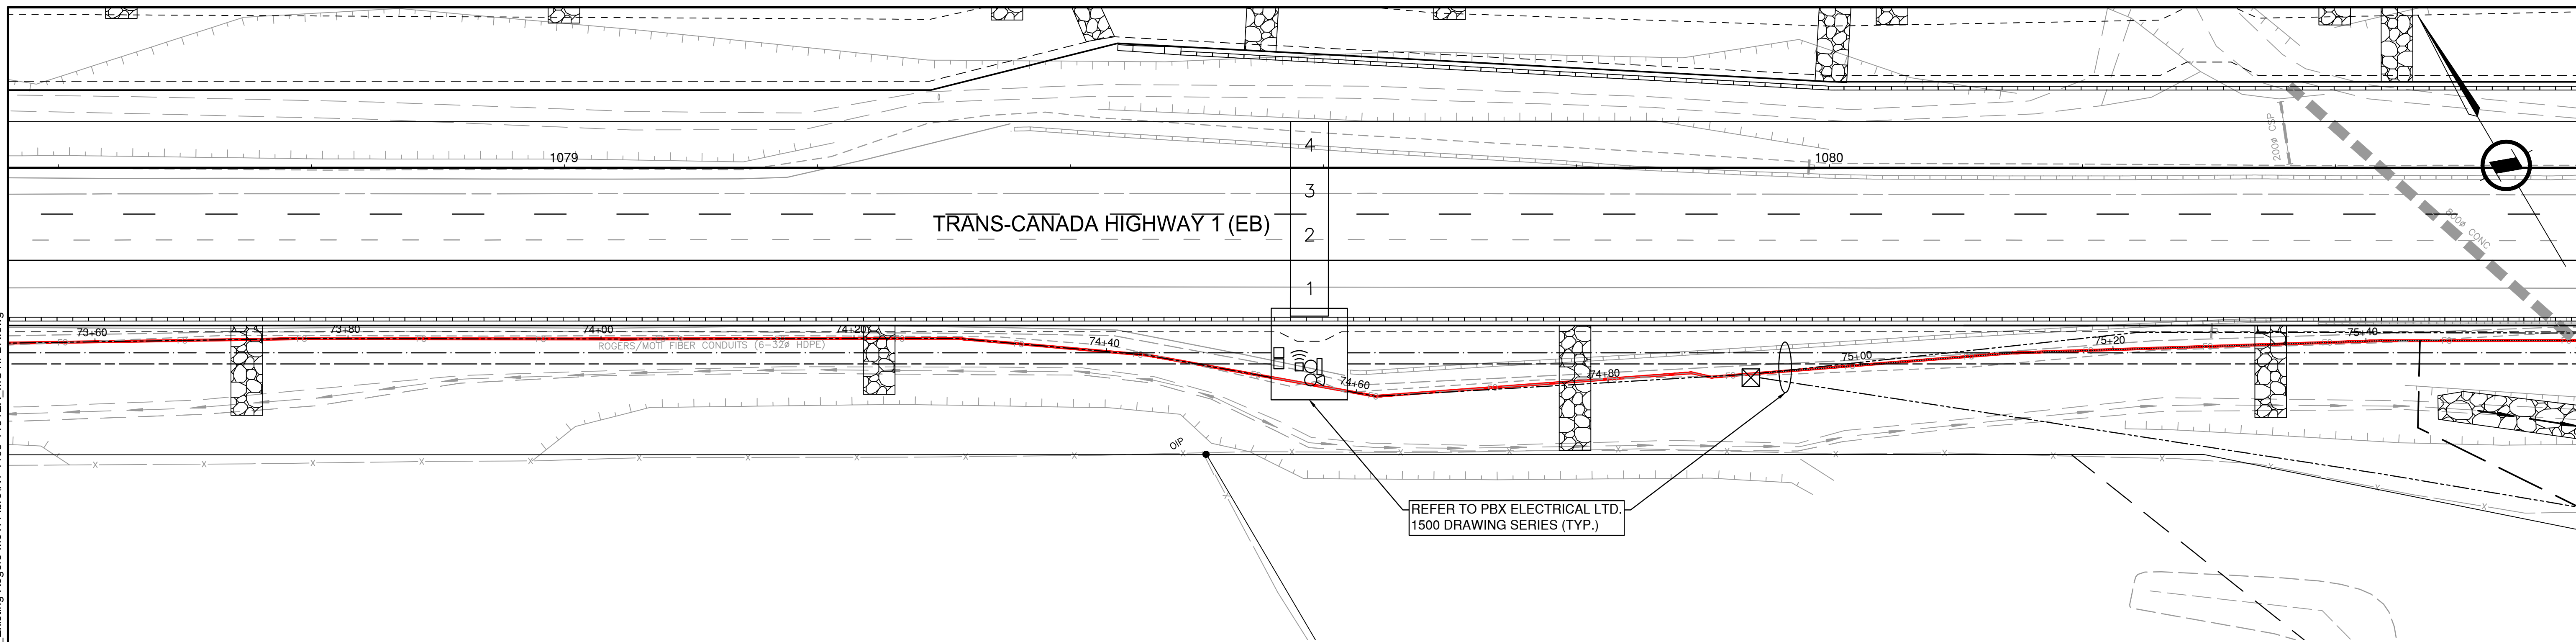 1079
1080
4
3
2
1
TRANS-CANADA HIGHWAY 1 (EB)
200ø CSP
800ø CONC
73+60
73+80
74+00
74+20
74+40
74+60
74+80
75+00
75+20
75+40
ROGERS/MOTI FIBER CONDUITS (6-32ø HDPE)
OIP
REFER TO PBX ELECTRICAL LTD.
1500 DRAWING SERIES (TYP.)